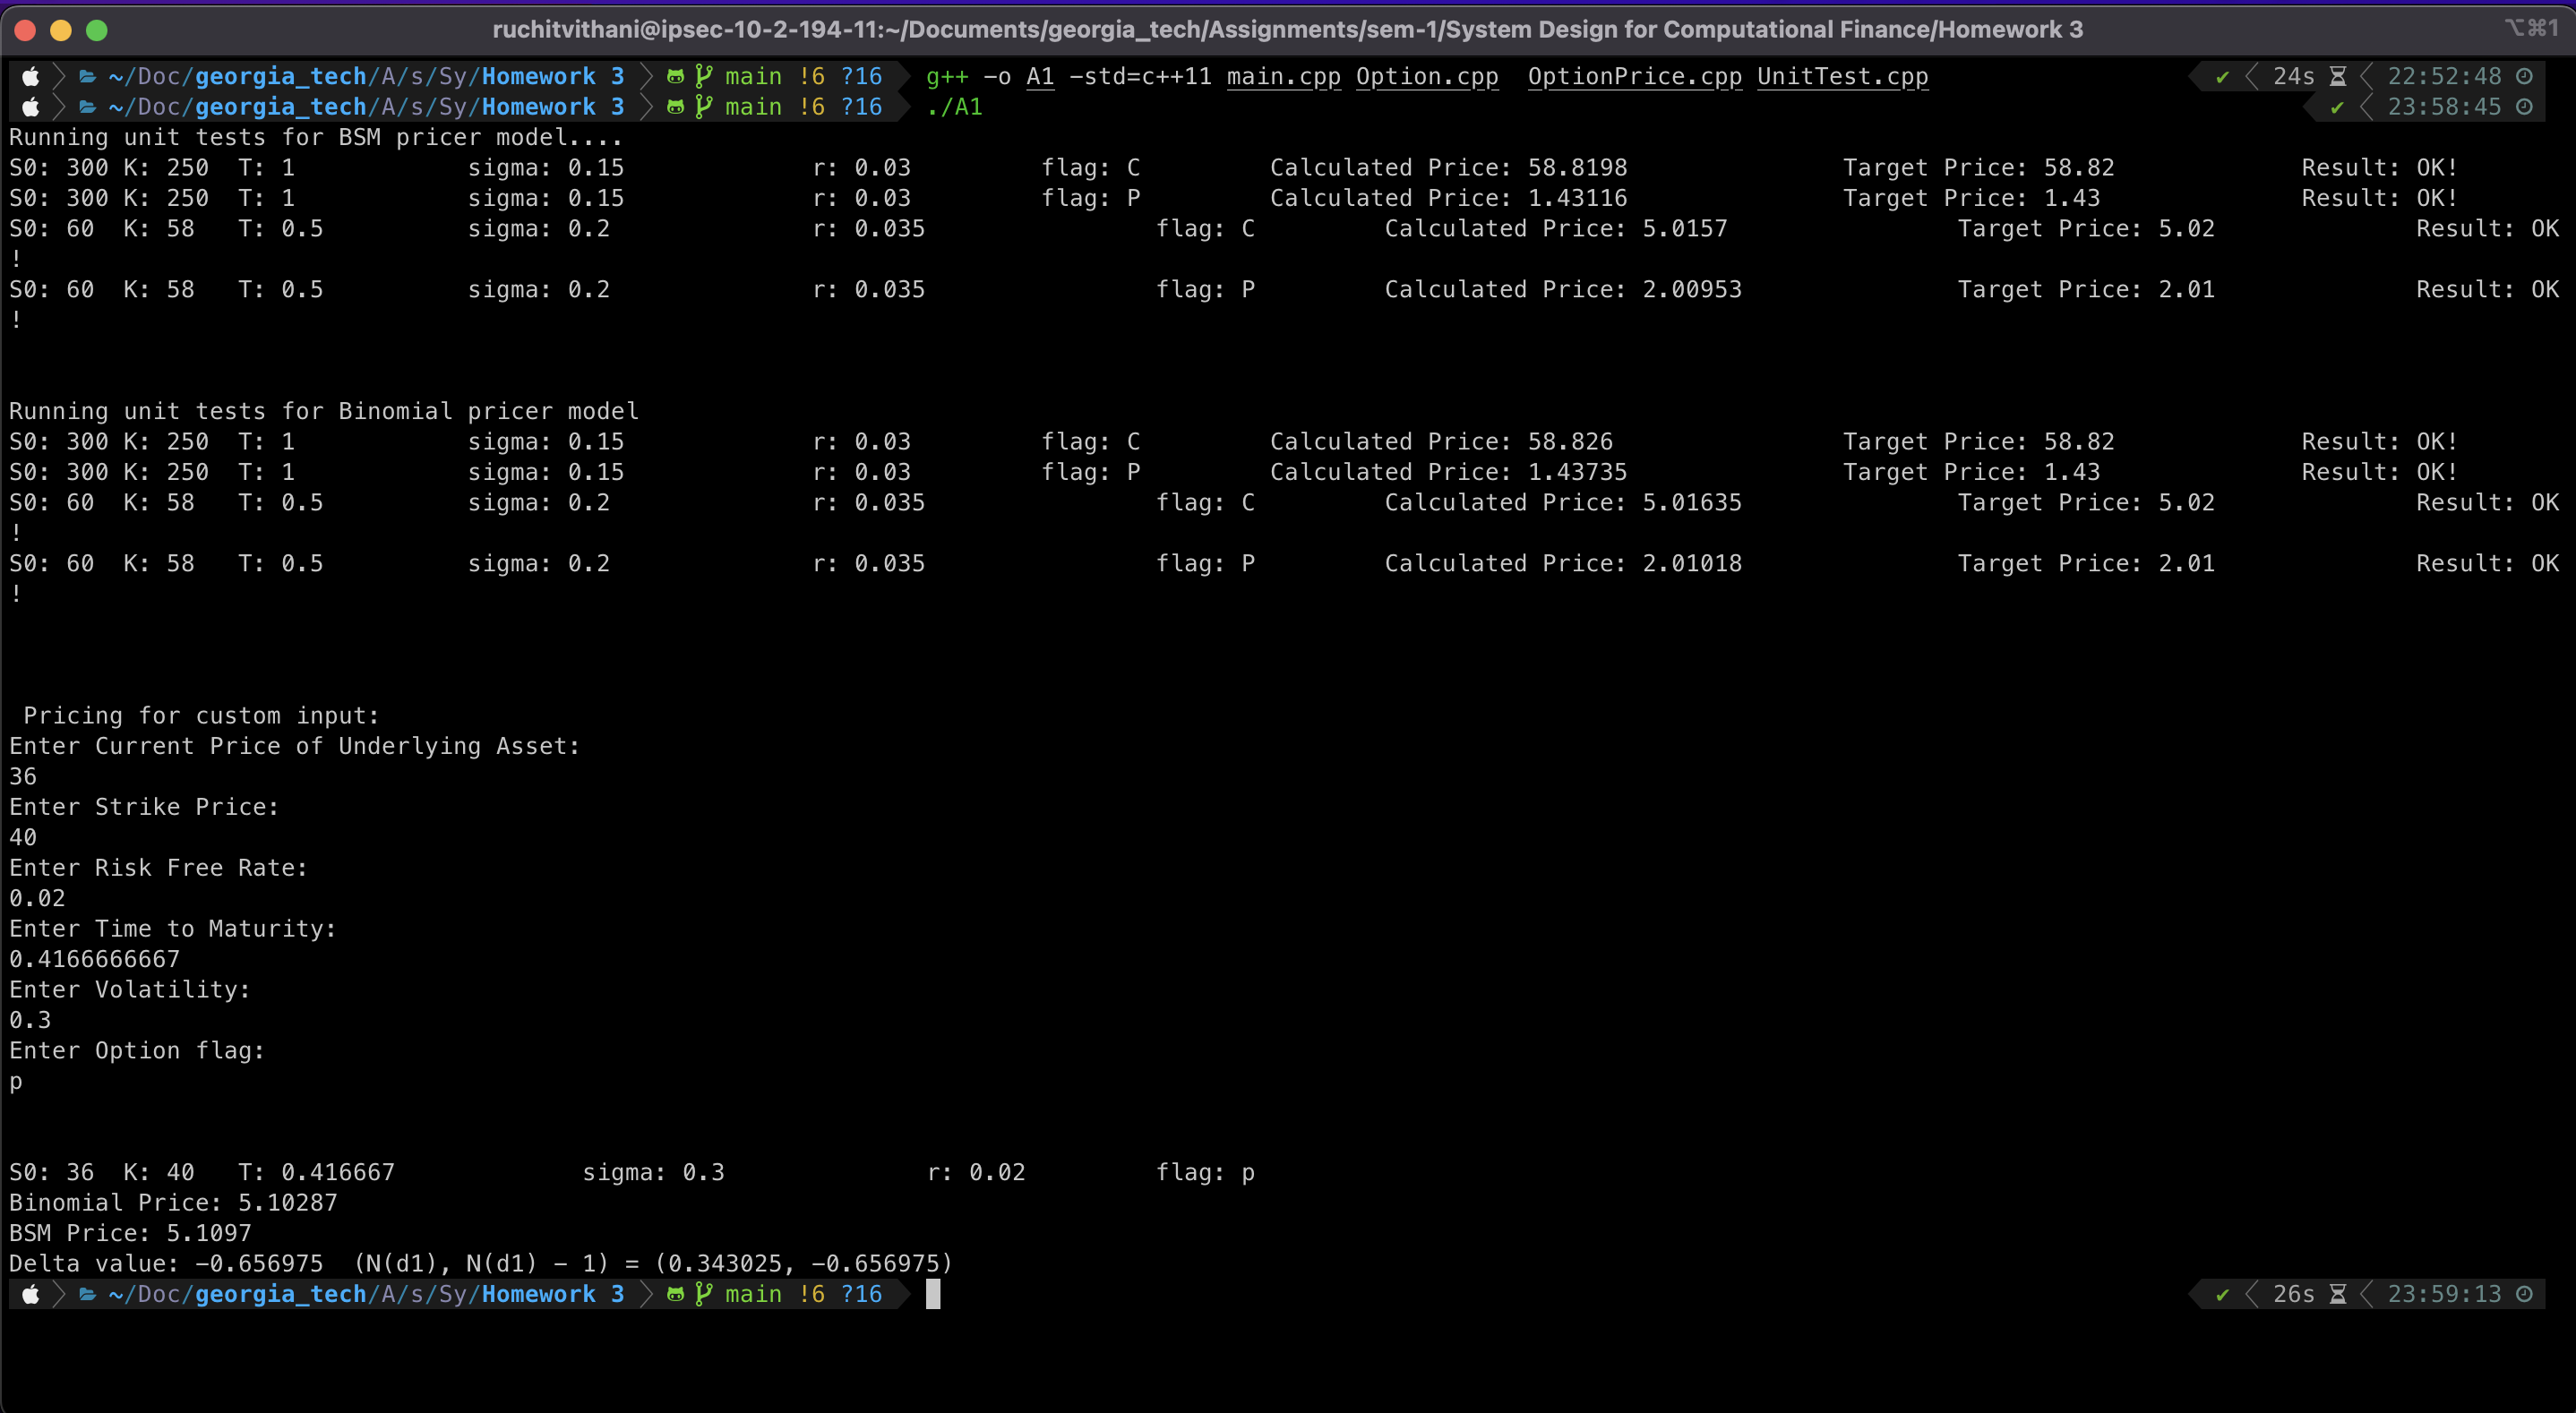 ruchitvithani@ipsec-10-2-194-11:~/Documents/georgia_tech/Assignments/sem-1/System Design for Computational Finance/Homework 3 ⌥⌘1
~/Doc/georgia_tech/A/s/Sy/Homework 3 main !6 ?16 g++ -o A1 -std=c++11 main.cpp Option.cpp  OptionPrice.cpp UnitTest.cpp ✔ 24s 22:52:48
~/Doc/georgia_tech/A/s/Sy/Homework 3 main !6 ?16 ./A1 ✔ 23:58:45
Running unit tests for BSM pricer model....
S0: 300 K: 250  T: 1            sigma: 0.15             r: 0.03         flag: C         Calculated Price: 58.8198               Target Price: 58.82             Result: OK!
S0: 300 K: 250  T: 1            sigma: 0.15             r: 0.03         flag: P         Calculated Price: 1.43116               Target Price: 1.43              Result: OK!
S0: 60  K: 58   T: 0.5          sigma: 0.2              r: 0.035                flag: C         Calculated Price: 5.0157                Target Price: 5.02              Result: OK
!
S0: 60  K: 58   T: 0.5          sigma: 0.2              r: 0.035                flag: P         Calculated Price: 2.00953               Target Price: 2.01              Result: OK
!
Running unit tests for Binomial pricer model
S0: 300 K: 250  T: 1            sigma: 0.15             r: 0.03         flag: C         Calculated Price: 58.826                Target Price: 58.82             Result: OK!
S0: 300 K: 250  T: 1            sigma: 0.15             r: 0.03         flag: P         Calculated Price: 1.43735               Target Price: 1.43              Result: OK!
S0: 60  K: 58   T: 0.5          sigma: 0.2              r: 0.035                flag: C         Calculated Price: 5.01635               Target Price: 5.02              Result: OK
!
S0: 60  K: 58   T: 0.5          sigma: 0.2              r: 0.035                flag: P         Calculated Price: 2.01018               Target Price: 2.01              Result: OK
!
Pricing for custom input:
Enter Current Price of Underlying Asset:
36
Enter Strike Price:
40
Enter Risk Free Rate:
0.02
Enter Time to Maturity:
0.4166666667
Enter Volatility:
0.3
Enter Option flag:
p
S0: 36  K: 40   T: 0.416667             sigma: 0.3              r: 0.02         flag: p
Binomial Price: 5.10287
BSM Price: 5.1097
Delta value: -0.656975  (N(d1), N(d1) - 1) = (0.343025, -0.656975)
~/Doc/georgia_tech/A/s/Sy/Homework 3 main !6 ?16 ✔ 26s 23:59:13